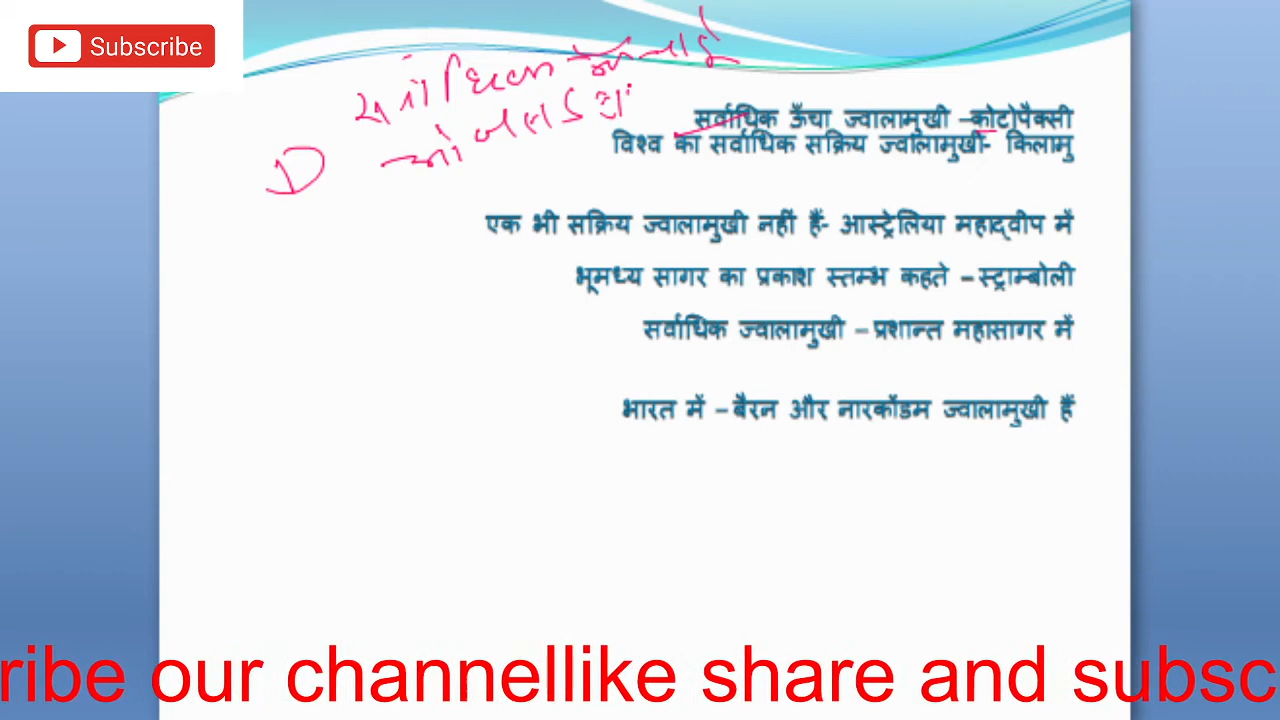 Subscribe
सर्वाधिक
सर्वाधिक ऊँचा ज्वालामुखी –कोटोपैक्सी
विश्व का सर्वाधिक सक्रिय ज्वालामुखी- किलामु
एक भी सक्रिय ज्वालामुखी नहीं हैं- आस्ट्रेलिया महाद्वीप में
भूमध्य सागर का प्रकाश स्तम्भ कहते –स्ट्राम्बोली
सर्वाधिक ज्वालामुखी –प्रशान्त महासागर में
भारत में –बैरन और नारकोंडम ज्वालामुखी हैं
ribe our channellike share and subsc